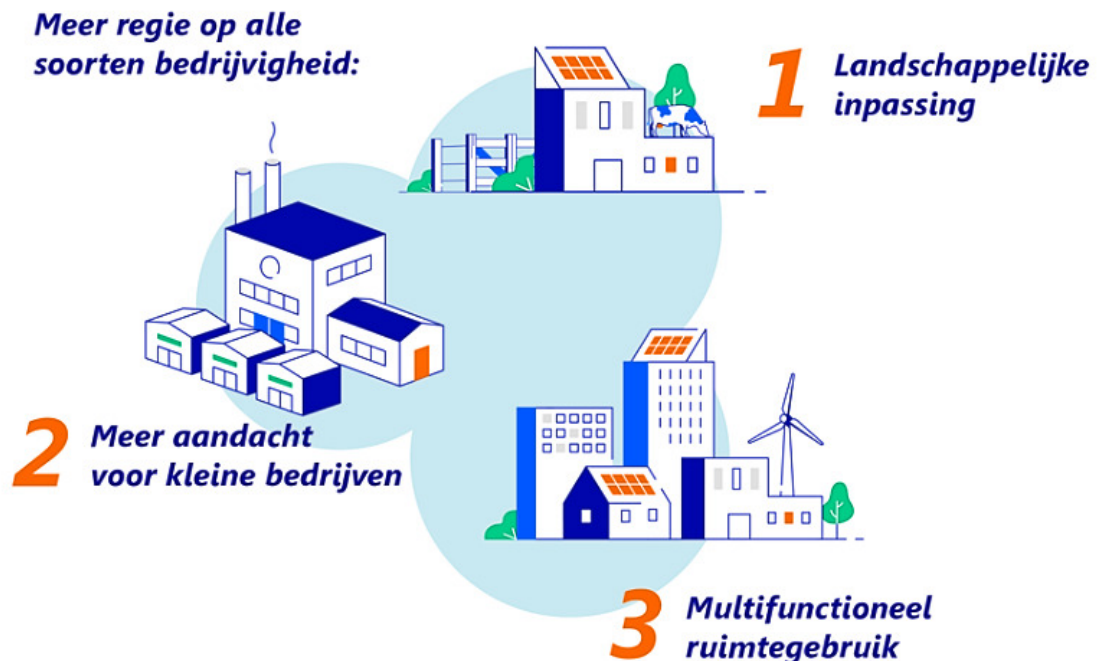 Meer regie op alle
soorten bedrijvigheid:
1 Landschappelijke
inpassing
2 Meer aandacht
voor kleine bedrijven
3 Multifunctioneel
ruimtegebruik